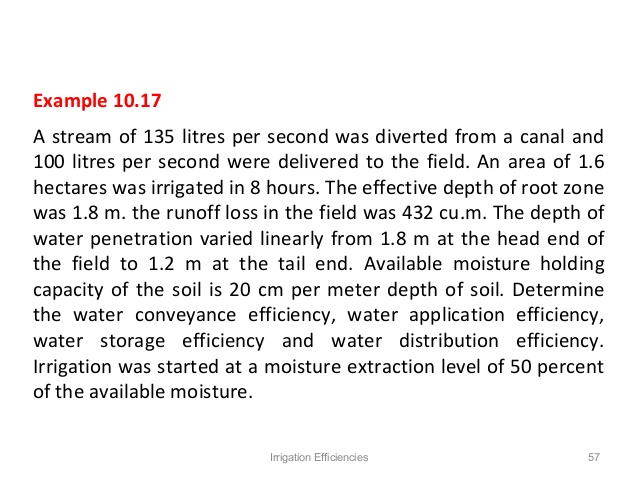 Example 10.17
A stream of 135 litres per second was diverted from a canal and
100 litres per second were delivered to the field. An area of 1.6
hectares was irrigated in 8 hours. The effective depth of root zone
was 1.8 m. the runoff loss in the field was 432 cu.m. The depth of
water penetration varied linearly from 1.8 m at the head end of
the field to 1.2 m at the tail end. Available moisture holding
capacity of the soil is 20 cm per meter depth of soil. Determine
the water conveyance efficiency, water application efficiency,
water storage efficiency and water distribution efficiency.
Irrigation was started at a moisture extraction level of 50 percent
of the available moisture.
Irrigation Efficiencies
57